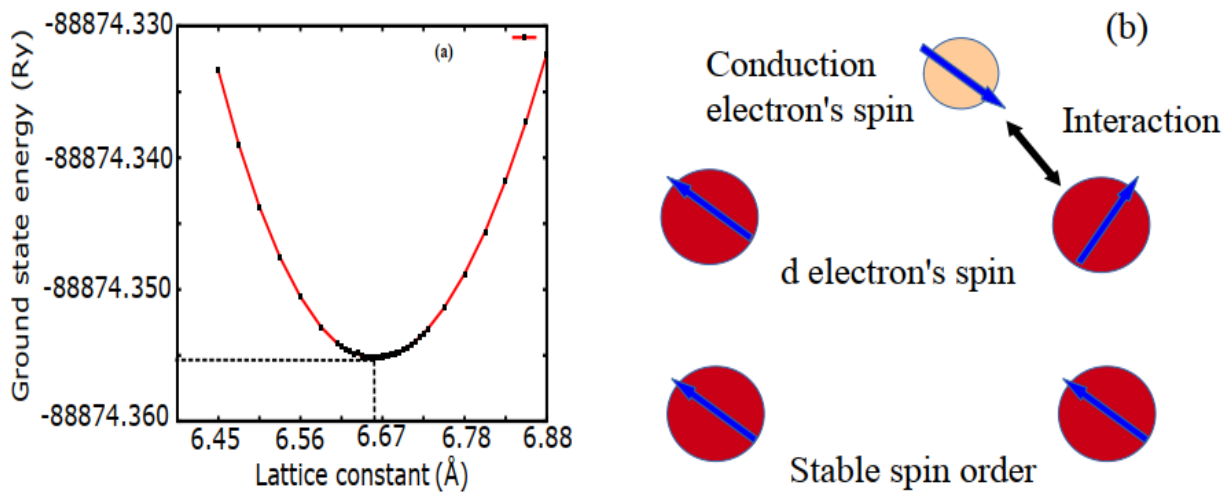 Ground state energy (Ry)
-88874.330
-88874.340
-88874.350
-88874.360
(a)
6.45 6.56 6.67 6.78 6.88
Lattice constant (Å)
(b)
Conduction
electron's spin
Interaction
d electron's spin
Stable spin order